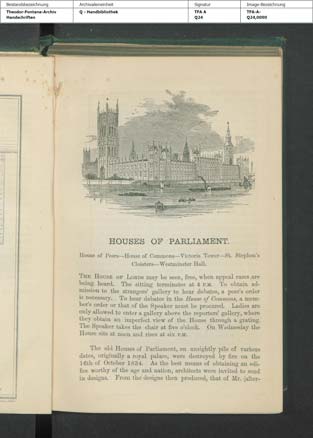 Bestandsbezeichnung Archivalieneinheit Signatur Image-Bezeichnung
Theodor-Fontane-Archiv Q - Handbibliothek TFA A TFA-A-
Handschriften Q24 Q24,0090
HOUSES OF PARLIAMENT.
House of Peers—House of Commons—Victoria Tower—St. Stephen's
Cloisters—Westminster Hall.
THE HOUSE OF LORDS may be seen, free, when appeal cases are
being heard. The sitting terminates at 4 P.M. To obtain ad-
mission to the strangers' gallery to hear debates, a peer's order
is necessary. To hear debates in the House of Commons, a mem-
ber's order or that of the Speaker must be procured. Ladies are
only allowed to enter a gallery above the reporters' gallery, where
they obtain an imperfect view of the House through a grating.
The Speaker takes the chair at five o'clock. On Wednesday the
House sits at noon and rises at six P.M.
The old Houses of Parliament, an unsightly pile of various
dates, originally a royal palace, were destroyed by fire on the
16th of October 1834. As the best means of obtaining an edi-
fice worthy of the age and nation, architects were invited to send
in designs. From the designs then produced, that of Mr. (after-